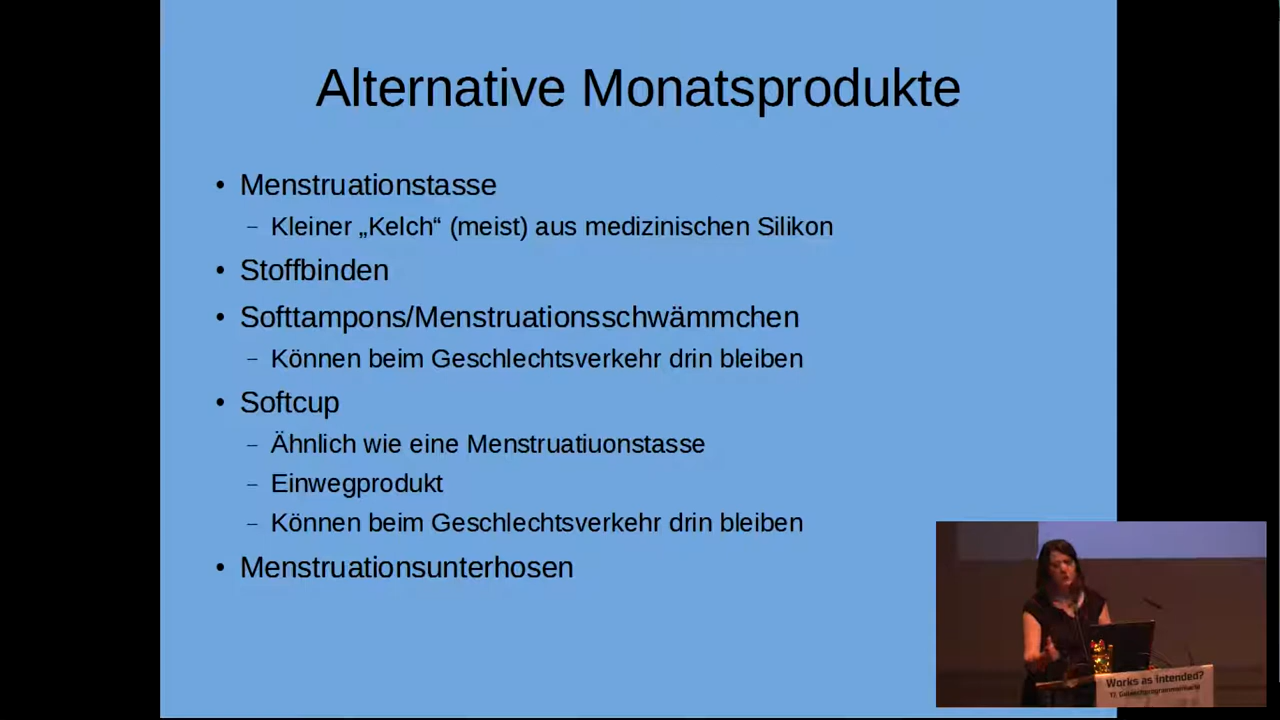 Alternative Monatsprodukte
• Menstruationstasse
– Kleiner „Kelch“ (meist) aus medizinischen Silikon
• Stoffbinden
• Softtampons/Menstruationsschwämmchen
– Können beim Geschlechtsverkehr drin bleiben
• Softcup
– Ähnlich wie eine Menstruatiuonstasse
– Einwegprodukt
– Können beim Geschlechtsverkehr drin bleiben
• Menstruationsunterhosen
Works as intended?